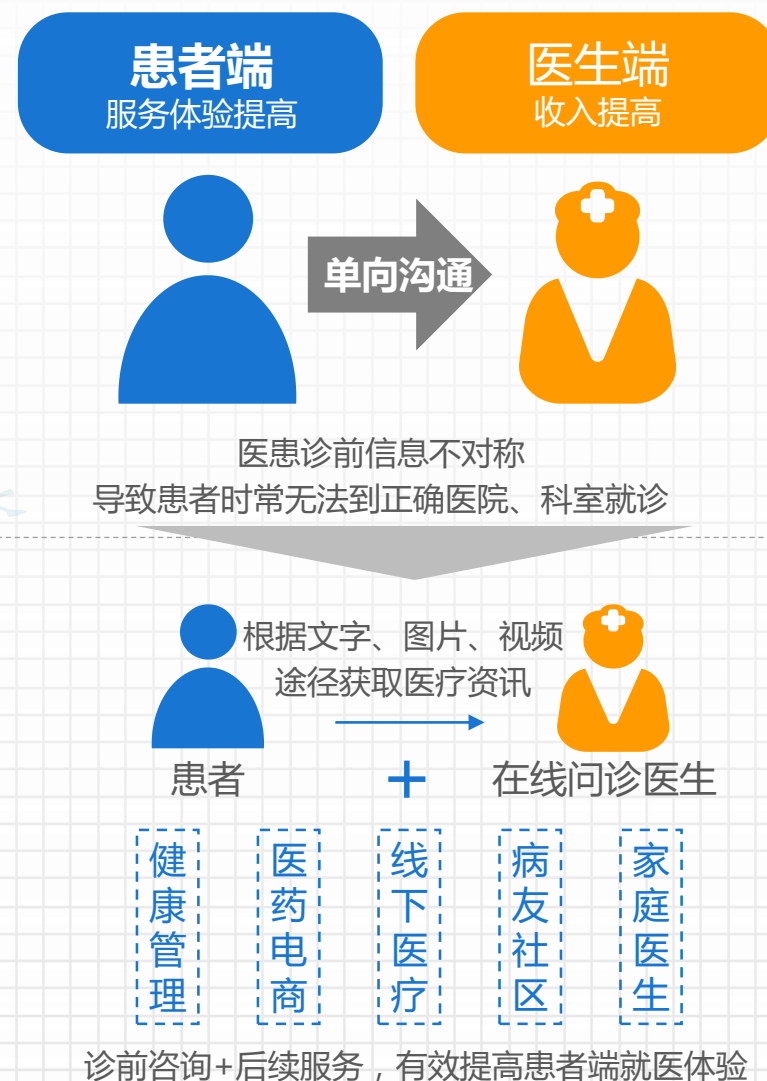 患者端
服务体验提高
医生端
收入提高
单向沟通
医患诊前信息不对称
导致患者时常无法到正确医院、科室就诊
根据文字、图片、视频
途径获取医疗资讯
患者
+
在线问诊医生
健康管理
医药电商
线下医疗
病友社区
家庭医生
诊前咨询+后续服务，有效提高患者端就医体验